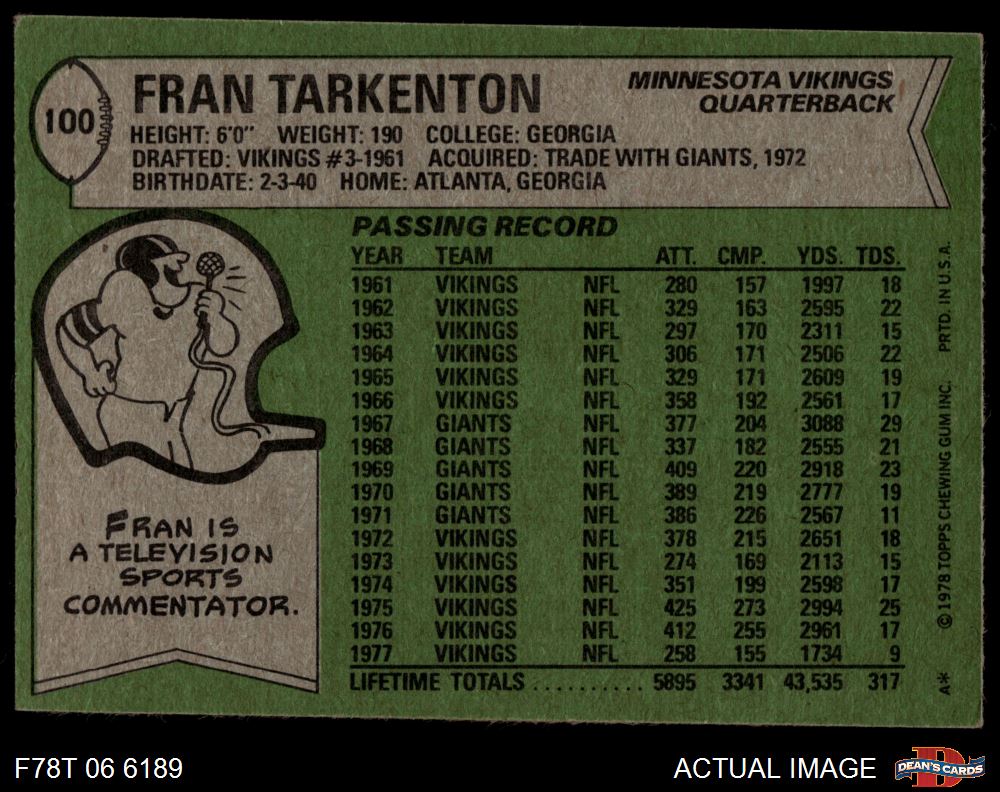 100
FRAN TARKENTON
MINNESOTA VIKINGS
QUARTERBACK
HEIGHT: 6'0" WEIGHT: 190 COLLEGE: GEORGIA
DRAFTED: VIKINGS #3-1961 ACQUIRED: TRADE WITH GIANTS, 1972
BIRTHDATE: 2-3-40 HOME: ATLANTA, GEORGIA
PASSING RECORD
YEAR TEAM ATT. CMP. YDS. TDS.
1961 VIKINGS NFL 280 157 1997 18
1962 VIKINGS NFL 329 163 2595 22
1963 VIKINGS NFL 297 170 2311 15
1964 VIKINGS NFL 306 171 2506 22
1965 VIKINGS NFL 329 171 2609 19
1966 VIKINGS NFL 358 192 2561 17
1967 GIANTS NFL 377 204 3088 29
1968 GIANTS NFL 337 182 2555 21
1969 GIANTS NFL 409 220 2918 23
1970 GIANTS NFL 389 219 2777 19
1971 GIANTS NFL 386 226 2567 11
1972 VIKINGS NFL 378 215 2651 18
1973 VIKINGS NFL 274 169 2113 15
1974 VIKINGS NFL 351 199 2598 17
1975 VIKINGS NFL 425 273 2994 25
1976 VIKINGS NFL 412 255 2961 17
1977 VIKINGS NFL 258 155 1734 9
LIFETIME TOTALS .......... 5895 3341 43,535 317
FRAN IS
A TELEVISION
SPORTS
COMMENTATOR.
A* © 1978 TOPPS CHEWING GUM INC. PRTD. IN U.S.A.
F78T 06 6189
ACTUAL IMAGE
DEAN'S CARDS